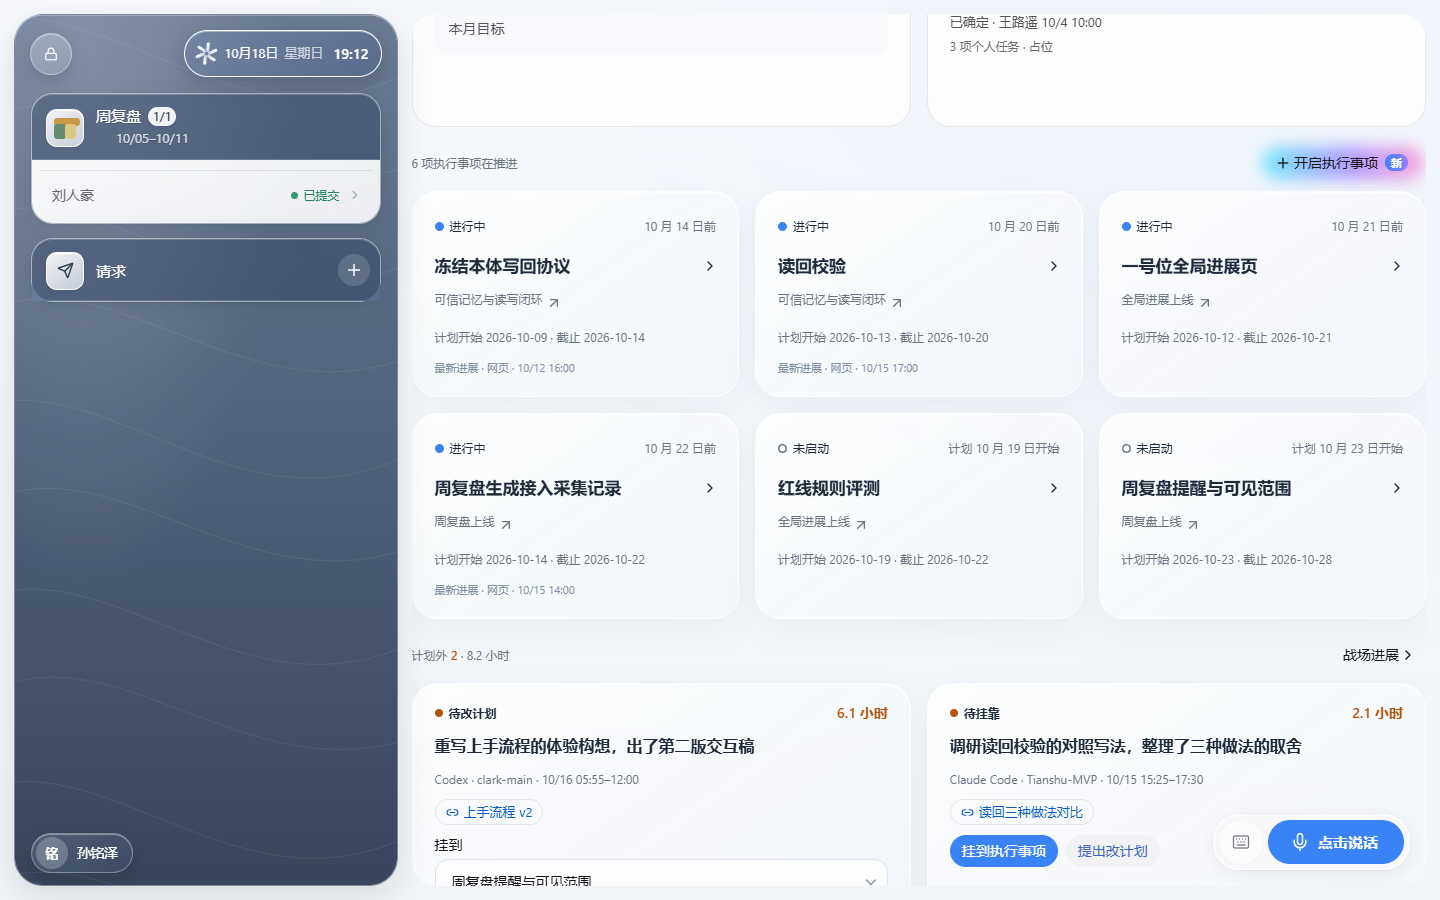 10月18日 星期日 19:12
周复盘 1/1
10/05–10/11
刘人豪 已提交
请求
铭 孙铭泽
本月目标
已确定 · 王路遥 10/4 10:00
3 项个人任务 · 占位
6 项执行事项在推进
开启执行事项 新
进行中 10 月 14 日前
冻结本体写回协议
可信记忆与读写闭环
计划开始 2026-10-09 · 截止 2026-10-14
最新进展 · 网页 · 10/12 16:00
进行中 10 月 20 日前
读回校验
可信记忆与读写闭环
计划开始 2026-10-13 · 截止 2026-10-20
最新进展 · 网页 · 10/15 17:00
进行中 10 月 21 日前
一号位全局进展页
全局进展上线
计划开始 2026-10-12 · 截止 2026-10-21
进行中 10 月 22 日前
周复盘生成接入采集记录
周复盘上线
计划开始 2026-10-14 · 截止 2026-10-22
最新进展 · 网页 · 10/15 14:00
未启动 计划 10 月 19 日开始
红线规则评测
全局进展上线
计划开始 2026-10-19 · 截止 2026-10-22
未启动 计划 10 月 23 日开始
周复盘提醒与可见范围
周复盘上线
计划开始 2026-10-23 · 截止 2026-10-28
计划外 2 · 8.2 小时
战场进展
待改计划 6.1 小时
重写上手流程的体验构想，出了第二版交互稿
Codex · clark-main · 10/16 05:55–12:00
上手流程 v2
挂到
周复盘提醒与可见范围
待挂靠 2.1 小时
调研读回校验的对照写法，整理了三种做法的取舍
Claude Code · Tianshu-MVP · 10/15 15:25–17:30
读回三种做法对比
挂到执行事项 提出改计划
点击说话